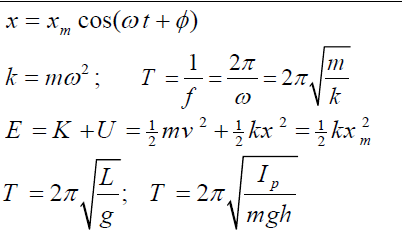 x = x_m cos(ωt + ϕ)
k = mω²; T = 1/f = 2π/ω = 2π√(m/k)
E = K + U = ½mv² + ½kx² = ½kx_m²
T = 2π√(L/g); T = 2π√(I_p/mgh)